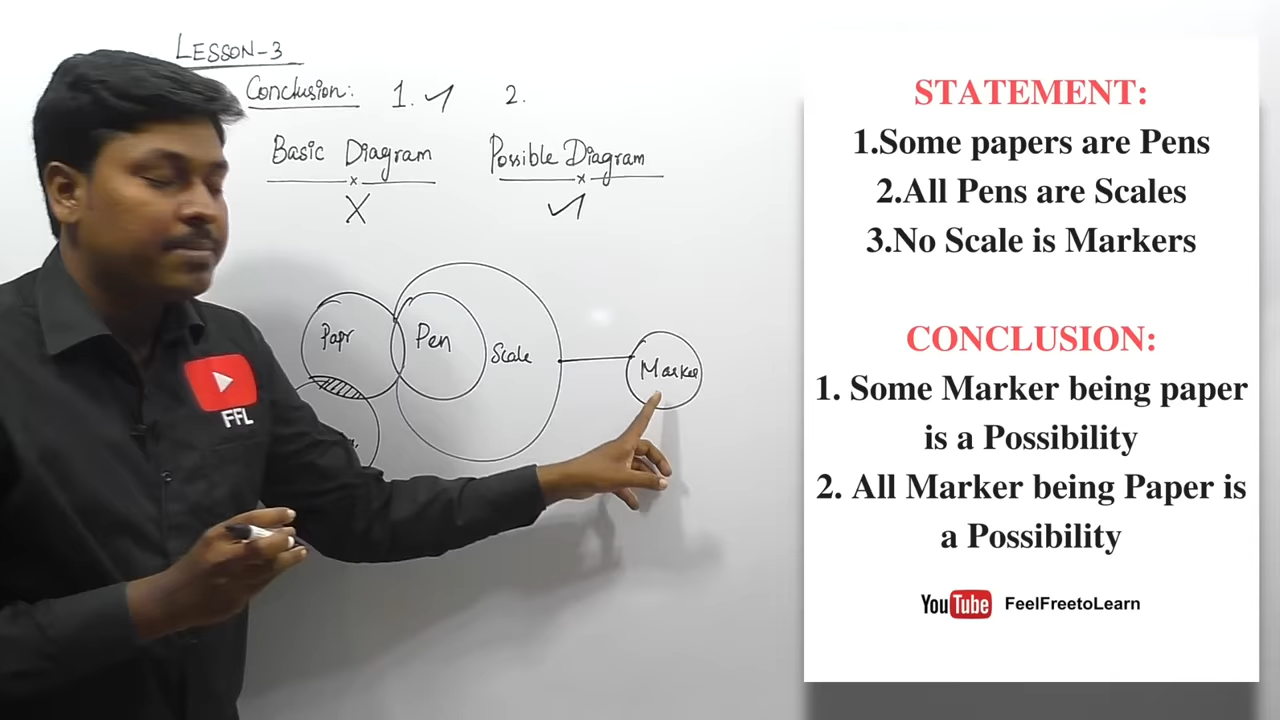 LESSON-3
Conclusion: 1. ✓ 2.
Basic Diagram
Possible Diagram
X
✓
Papr
Pen
Scale
Marker
FFL
STATEMENT:
1.Some papers are Pens
2.All Pens are Scales
3.No Scale is Markers
CONCLUSION:
1. Some Marker being paper
is a Possibility
2. All Marker being Paper is
a Possibility
YouTube FeelFreetoLearn